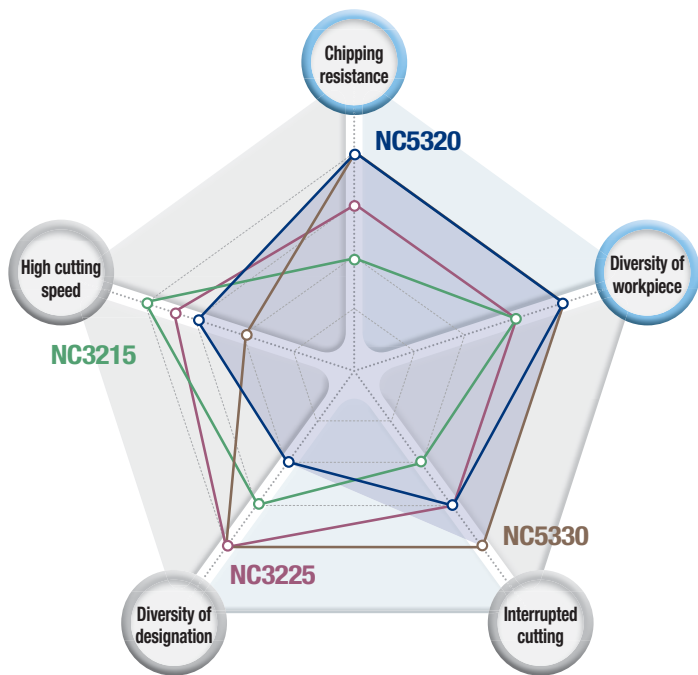 Chipping
resistance
NC5320
High cutting
speed
Diversity of
workpiece
NC3215
NC5330
NC3225
Diversity of
designation
Interrupted
cutting